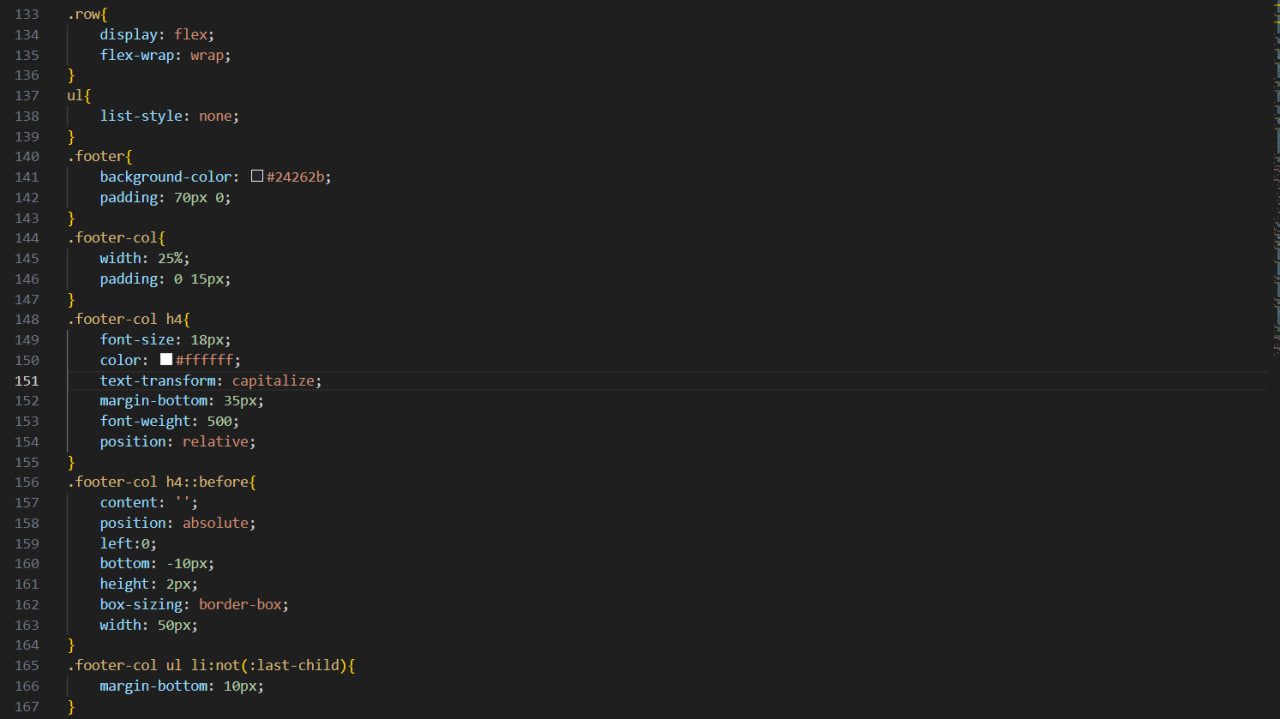 133 .row{
134 display: flex;
135 flex-wrap: wrap;
136 }
137 ul{
138 list-style: none;
139 }
140 .footer{
141 background-color: #24262b;
142 padding: 70px 0;
143 }
144 .footer-col{
145 width: 25%;
146 padding: 0 15px;
147 }
148 .footer-col h4{
149 font-size: 18px;
150 color: #ffffff;
151 text-transform: capitalize;
152 margin-bottom: 35px;
153 font-weight: 500;
154 position: relative;
155 }
156 .footer-col h4::before{
157 content: '';
158 position: absolute;
159 left:0;
160 bottom: -10px;
161 height: 2px;
162 box-sizing: border-box;
163 width: 50px;
164 }
165 .footer-col ul li:not(:last-child){
166 margin-bottom: 10px;
167 }